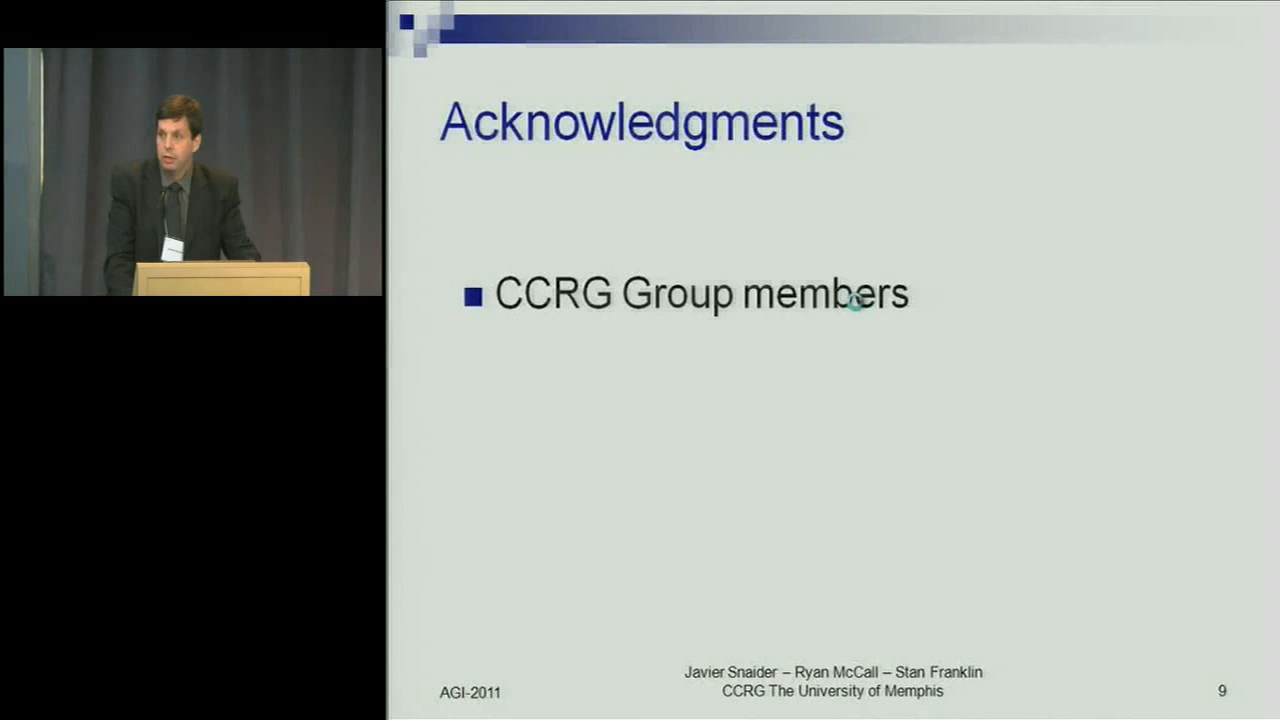 Acknowledgments
CCRG Group members
Javier Snaider – Ryan McCall – Stan Franklin
AGI-2011
CCRG The University of Memphis
9